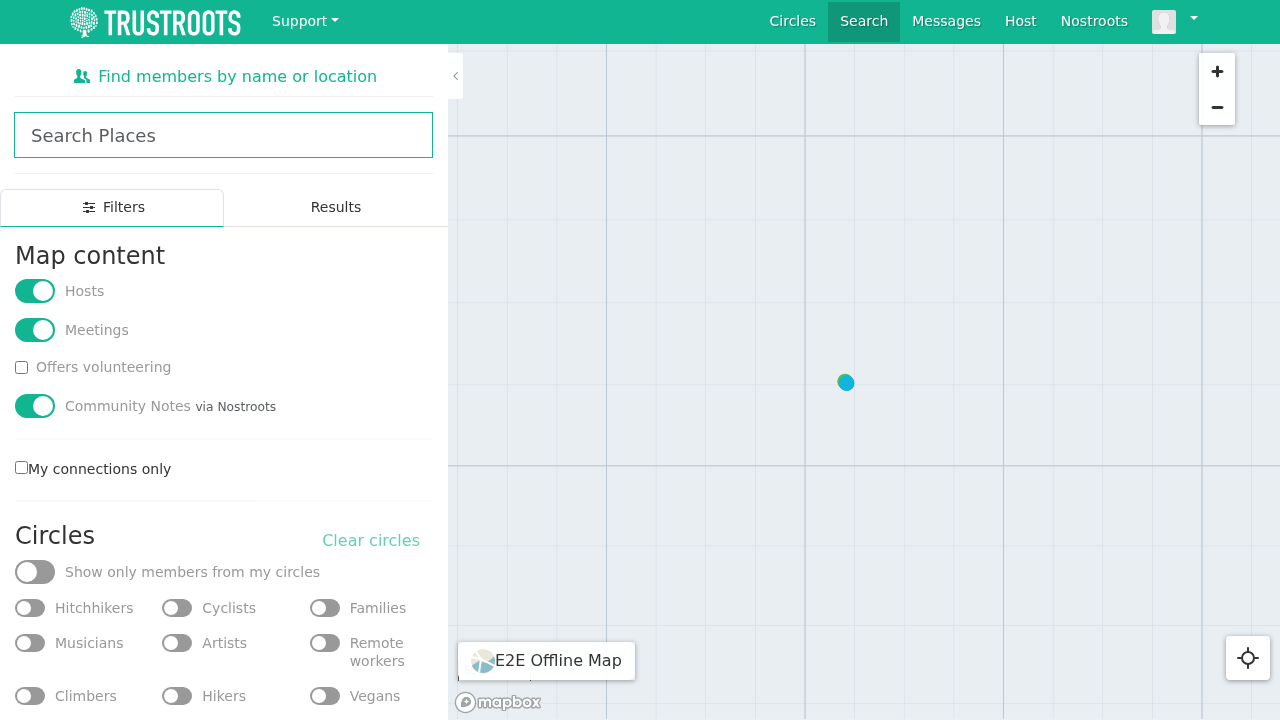 TRUSTROOTS
Support
Circles
Search
Messages
Host
Nostroots
Find members by name or location
Search Places
Filters
Results
Map content
Hosts
Meetings
Offers volunteering
Community Notes via Nostroots
My connections only
Circles
Clear circles
Show only members from my circles
Hitchhikers
Cyclists
Families
Musicians
Artists
Remote
workers
Climbers
Hikers
Vegans
E2E Offline Map
mapbox